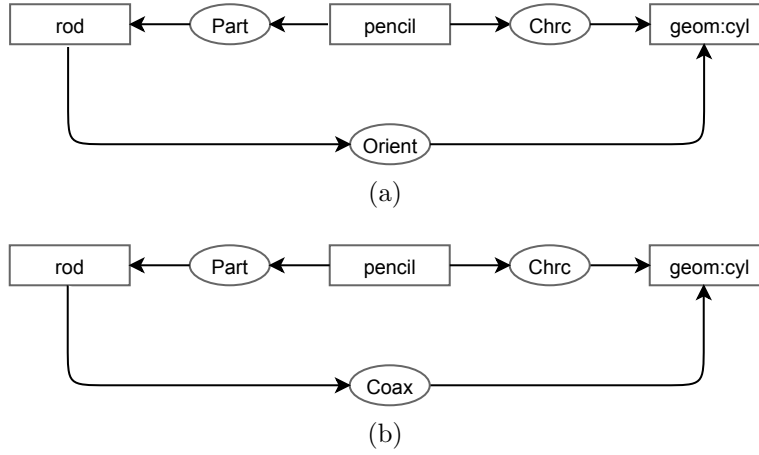 rod Part pencil Chrc geom:cyl
Orient
(a)
rod Part pencil Chrc geom:cyl
Coax
(b)